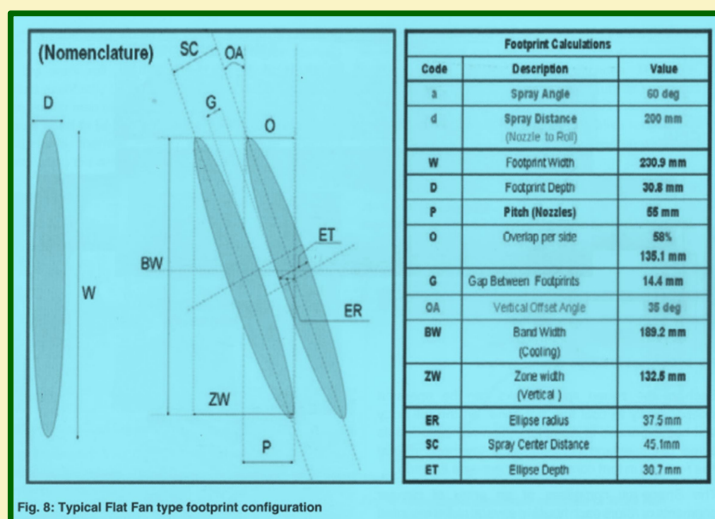 (Nomenclature)
SC
OA
D
G
O
ET
W
BW
ER
ZW
P
Footprint Calculations
Code Description Value
a Spray Angle 60 deg
d Spray Distance 200 mm
(Nozzle to Roll)
W Footprint Width 230.9 mm
D Footprint Depth 30.8 mm
P Pitch (Nozzles) 55 mm
O Overlap per side 58%
135.1 mm
G Gap Between Footprints 14.4 mm
OA Vertical Offset Angle 35 deg
BW Band Width 189.2 mm
(Cooling)
ZW Zone width 132.5 mm
(Vertical )
ER Ellipse radius 37.5mm
SC Spray Center Distance 45.1mm
ET Ellipse Depth 30.7 mm
Fig. 8: Typical Flat Fan type footprint configuration